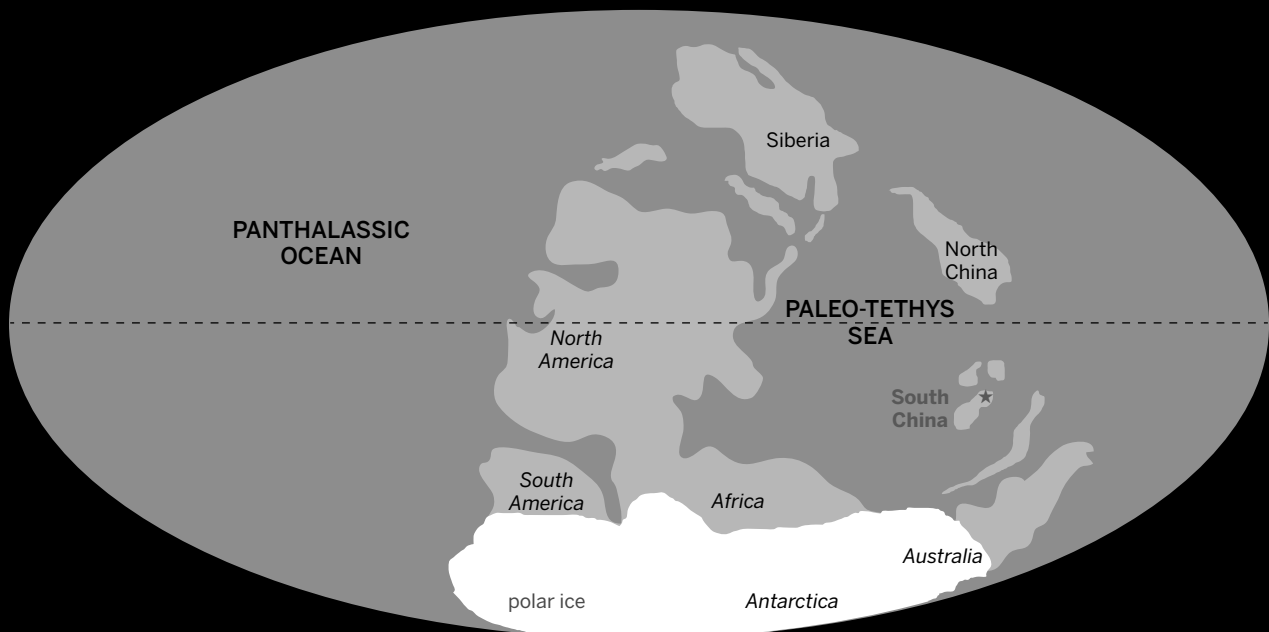 Siberia
PANTHALASSIC
OCEAN
North
China
PALEO-TETHYS
SEA
North
America
South
China
South
America
Africa
Australia
polar ice
Antarctica